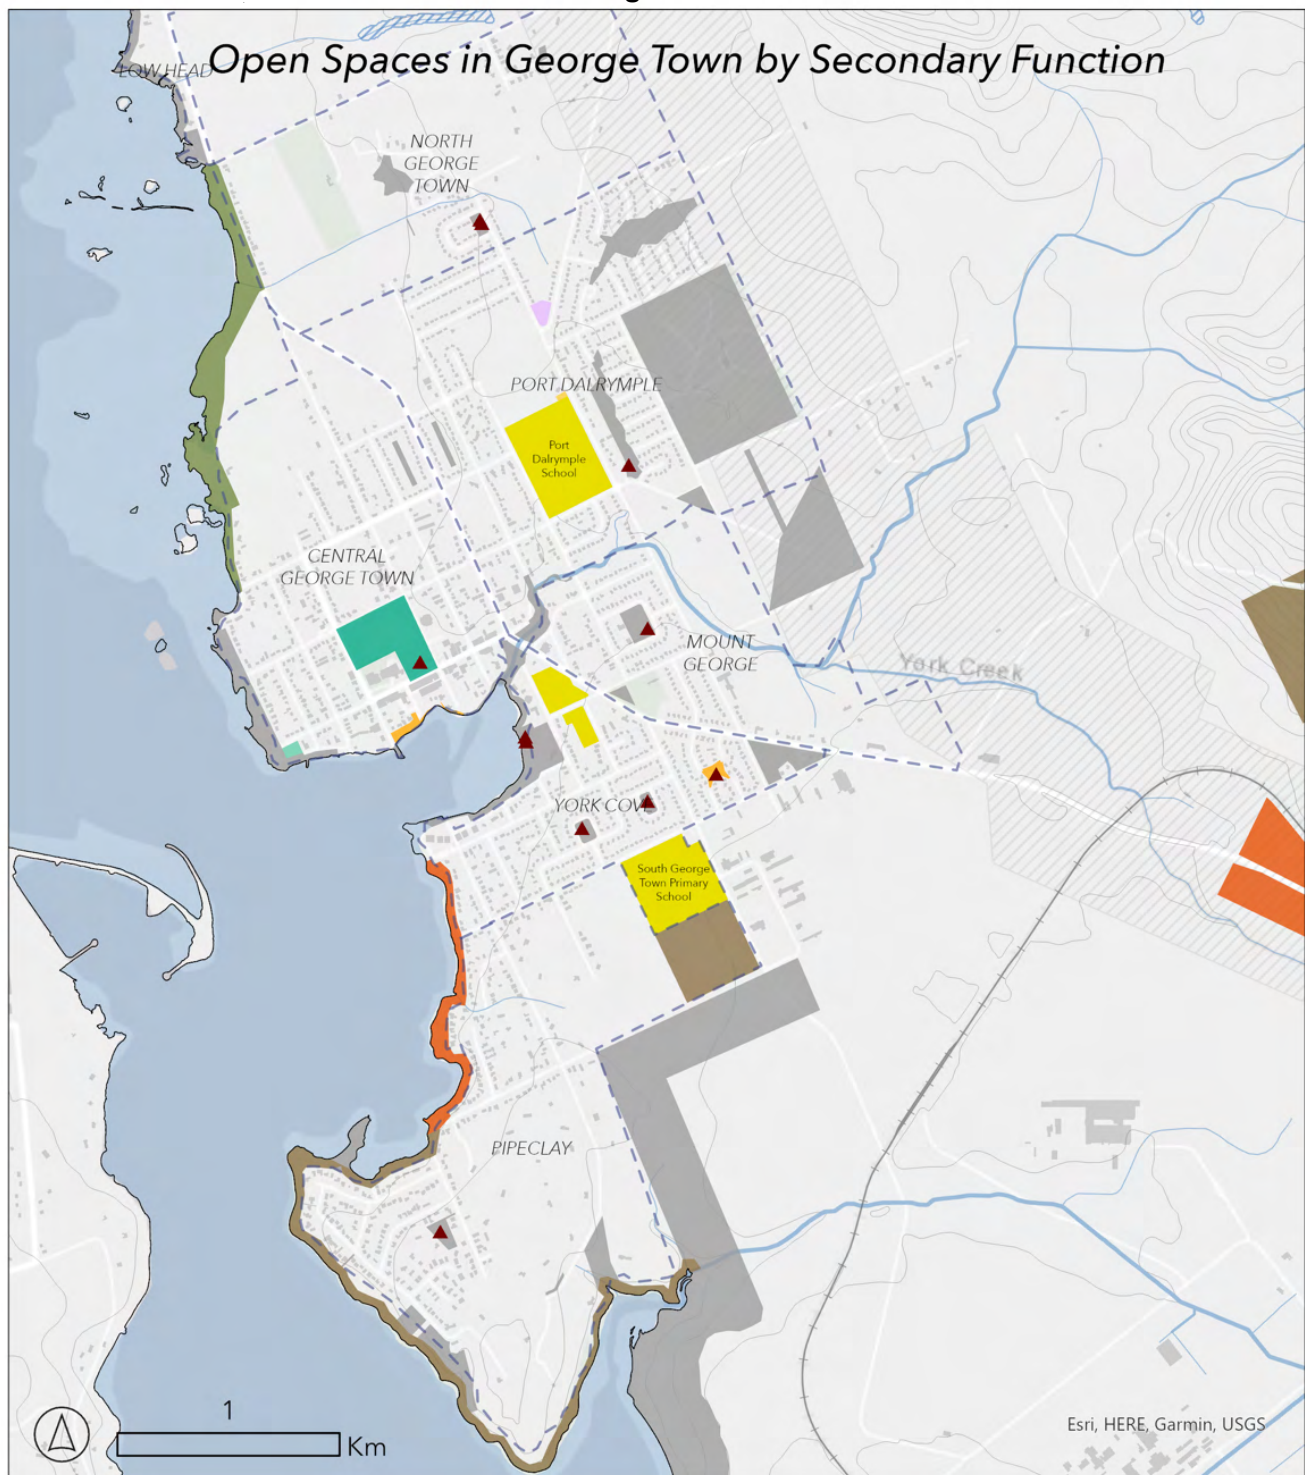 Open Spaces in George Town by Secondary Function
LOW HEAD
NORTH
GEORGE
TOWN
PORT DALRYMPLE
Port
Dalrymple
School
CENTRAL
GEORGE TOWN
MOUNT
GEORGE
York Creek
YORK COVE
South George
Town Primary
School
PIPECLAY
1
Km
Esri, HERE, Garmin, USGS